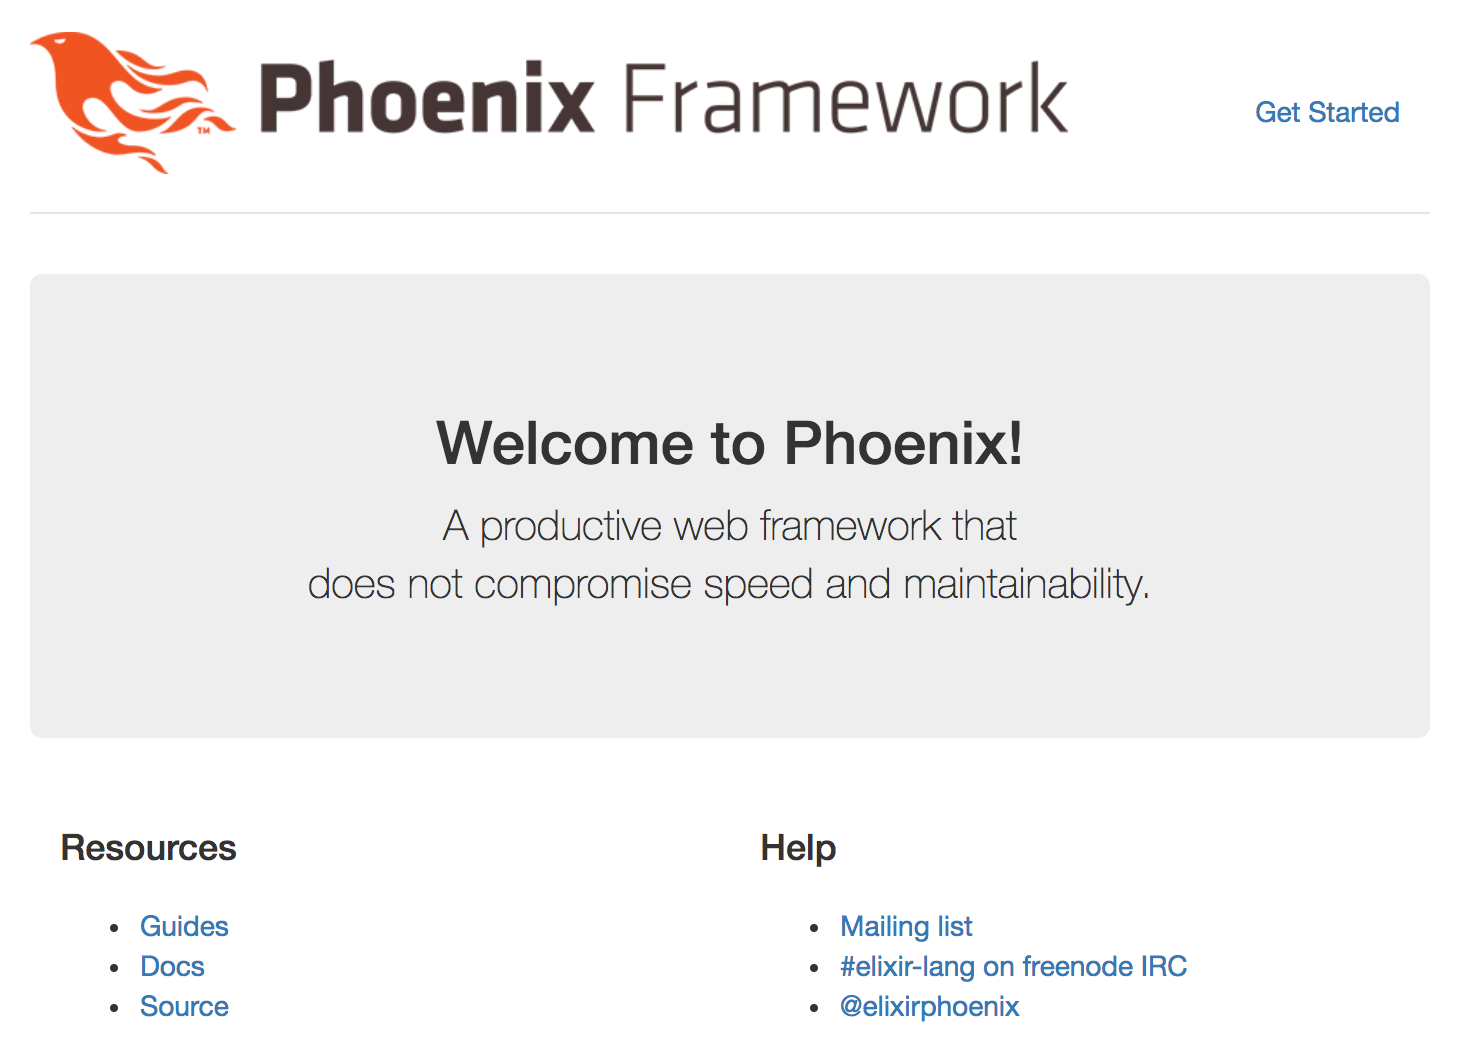 Phoenix Framework
TM
Get Started
Welcome to Phoenix!
A productive web framework that
does not compromise speed and maintainability.
Resources
Guides
Docs
Source
Help
Mailing list
#elixir-lang on freenode IRC
@elixirphoenix